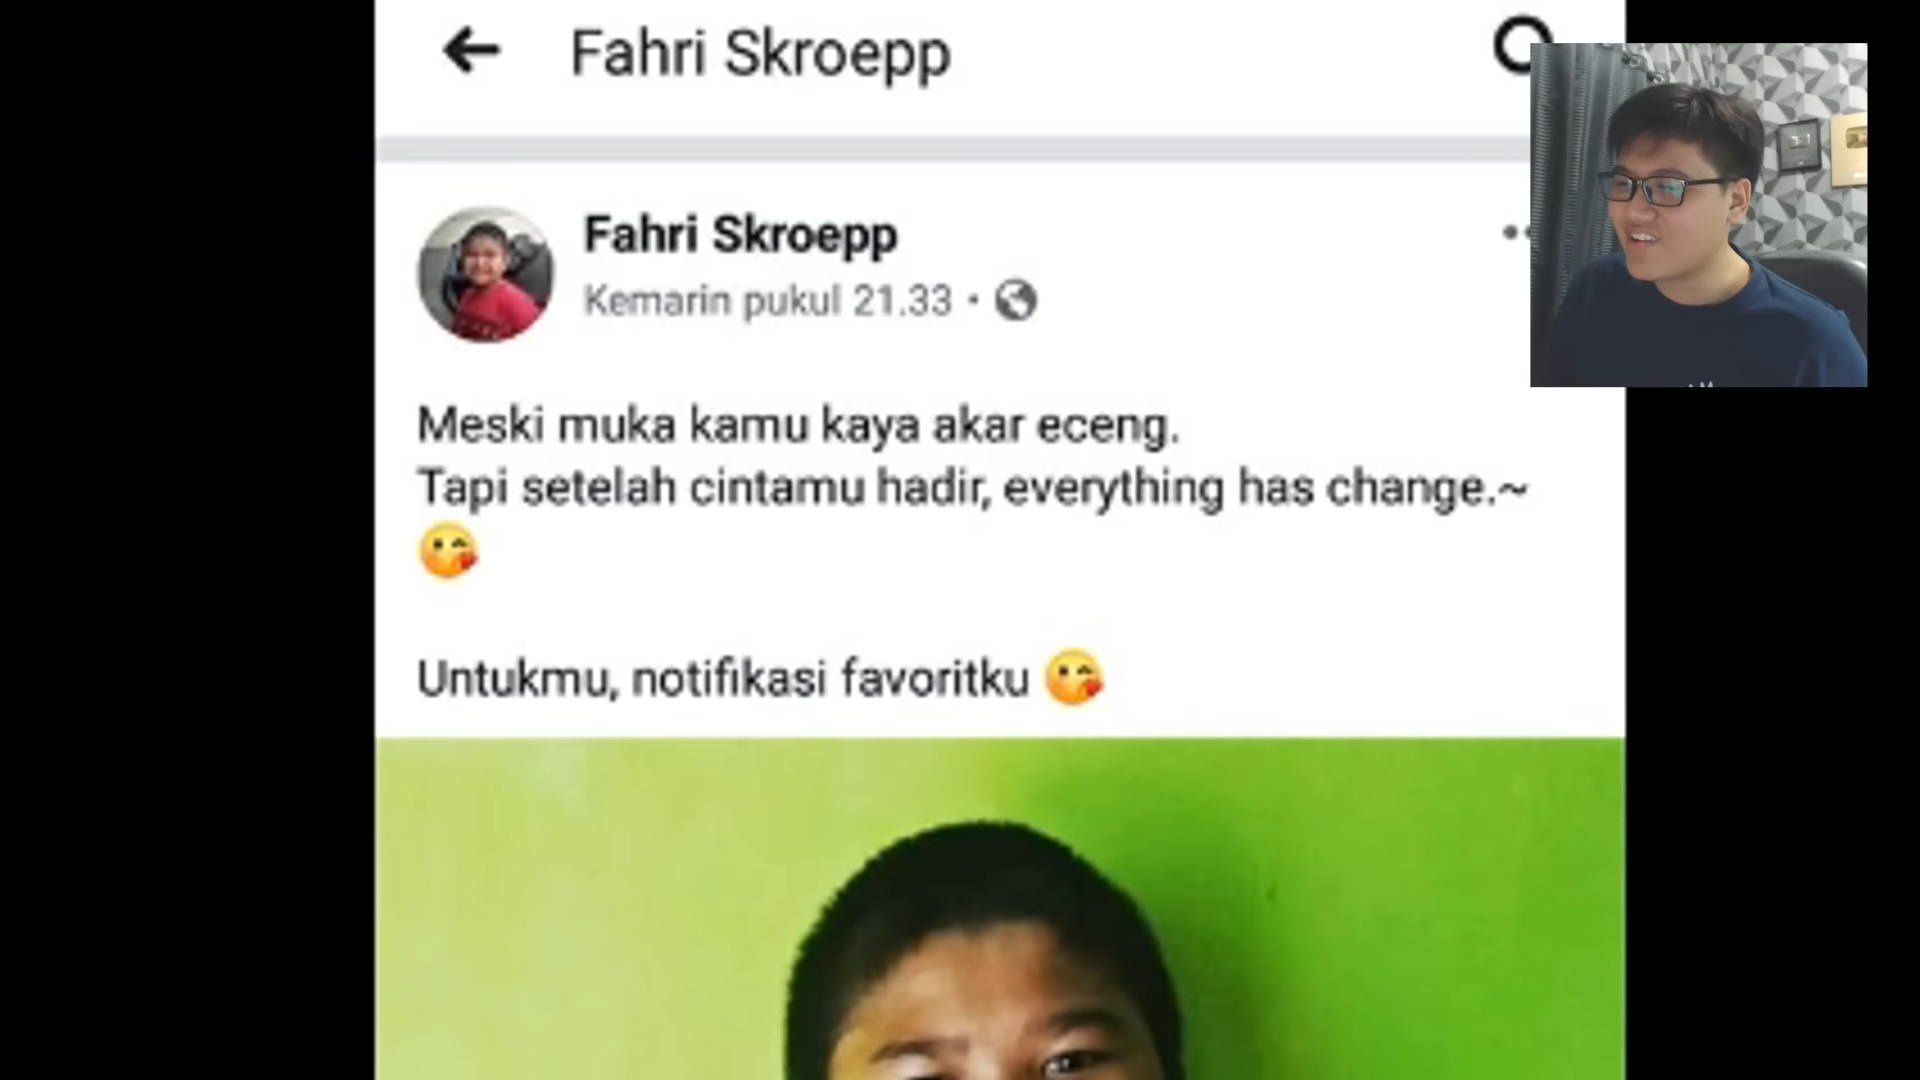 Fahri Skroepp
Fahri Skroepp
Kemarin pukul 21.33 •
Meski muka kamu kaya akar eceng.
Tapi setelah cintamu hadir, everything has change.~
😘
Untukmu, notifikasi favoritku 😘